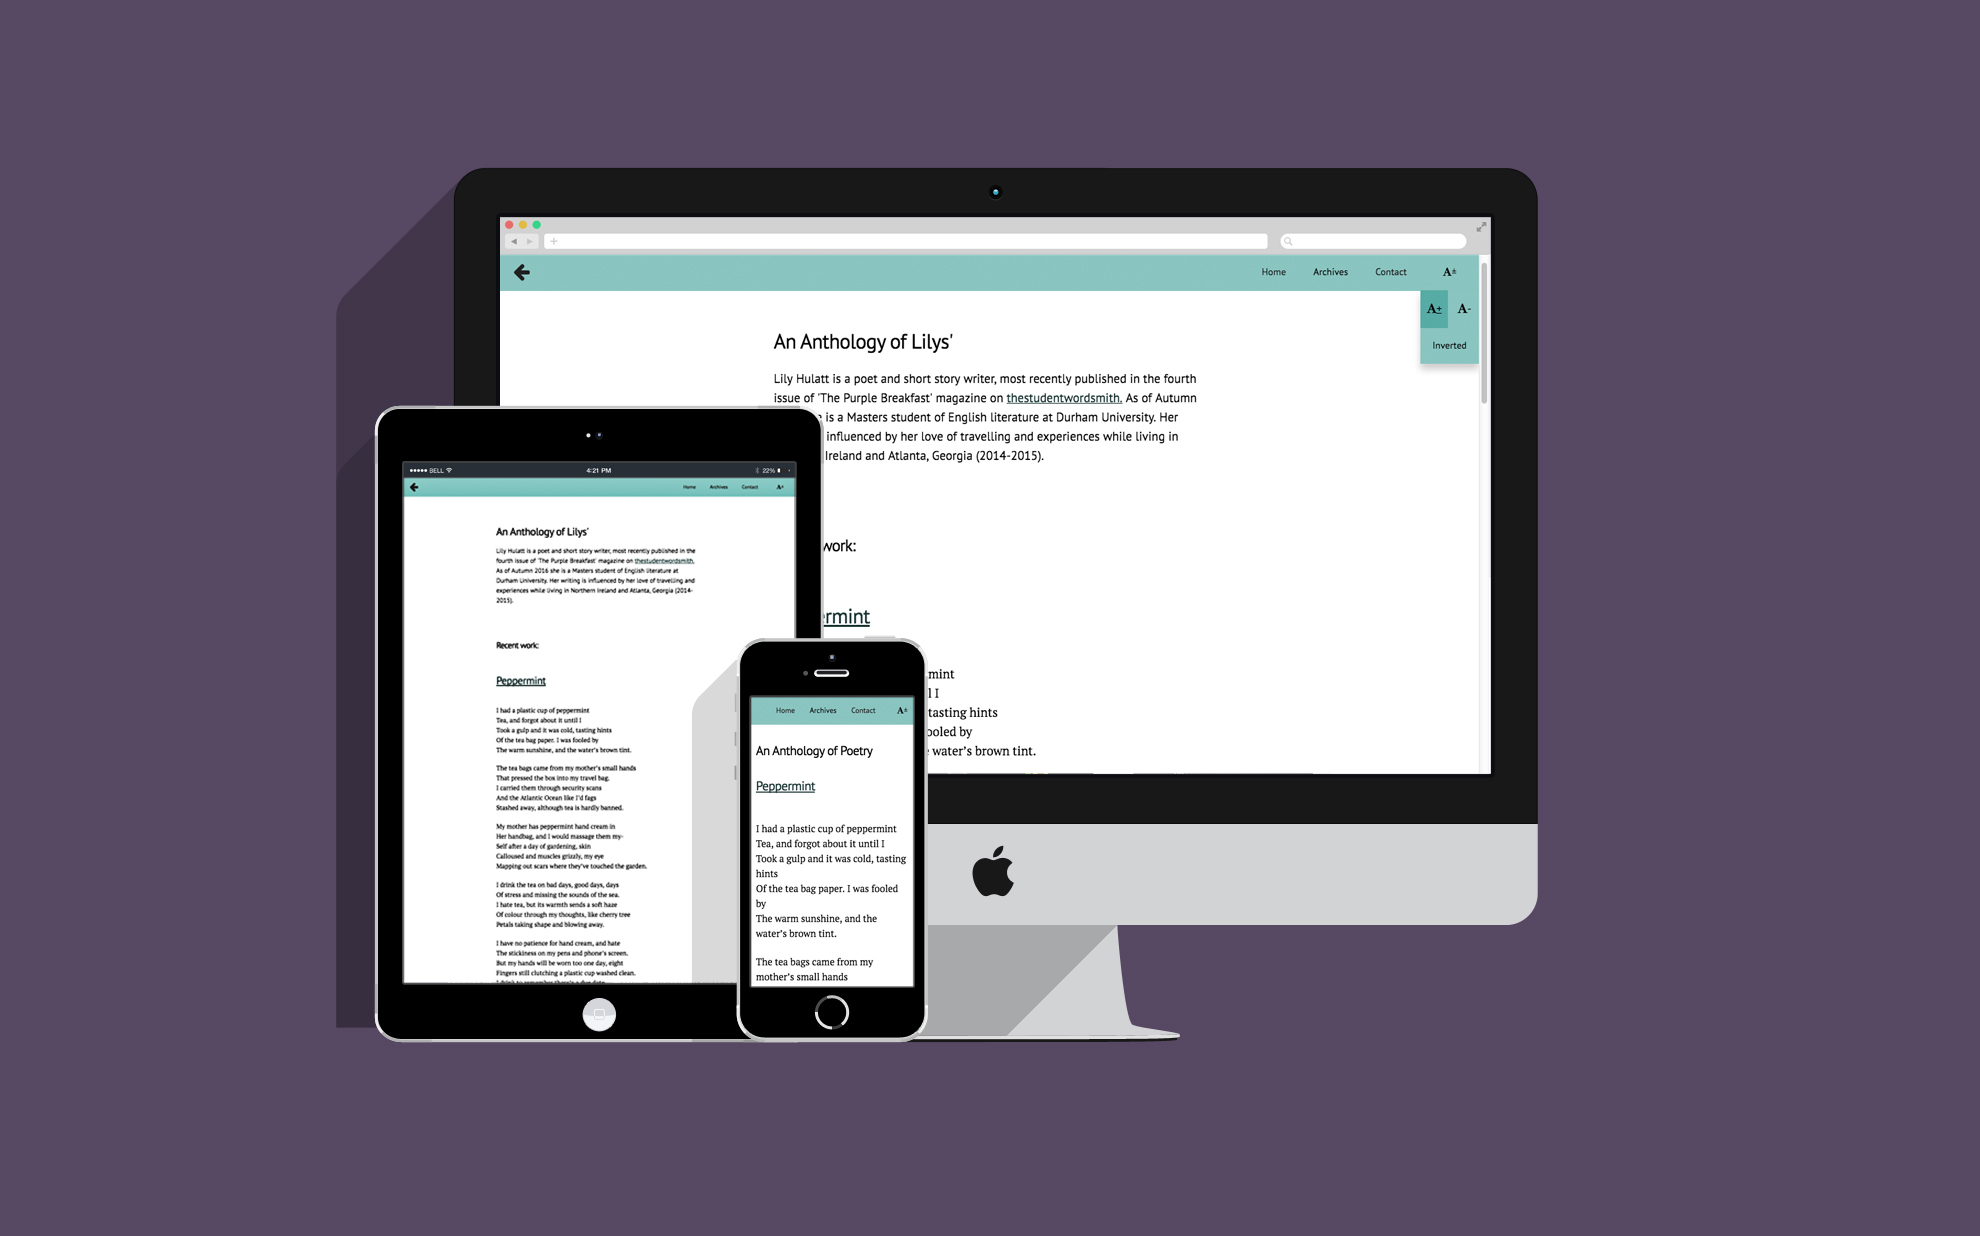 Home Archives Contact A±
A± A-
Inverted
An Anthology of Lilys'
Lily Hulatt is a poet and short story writer, most recently published in the fourth
issue of 'The Purple Breakfast' magazine on thestudentwordsmith. As of Autumn
is a Masters student of English literature at Durham University. Her
influenced by her love of travelling and experiences while living in
Ireland and Atlanta, Georgia (2014-2015).
work:
ermint
mint
l I
tasting hints
ooled by
water's brown tint.
BELL 4:21 PM 22%
Home Archives Contact A±
An Anthology of Lilys'
Lily Hulatt is a poet and short story writer, most recently published in the
fourth issue of 'The Purple Breakfast' magazine on thestudentwordsmith.
As of Autumn 2016 she is a Masters student of English literature at
Durham University. Her writing is influenced by her love of travelling and
experiences while living in Northern Ireland and Atlanta, Georgia (2014-
2015).
Recent work:
Peppermint
I had a plastic cup of peppermint
Tea, and forgot about it until I
Took a gulp and it was cold, tasting hints
Of the tea bag paper. I was fooled by
The warm sunshine, and the water's brown tint.
The tea bags came from my mother's small hands
That pressed the box into my travel bag.
I carried them through security scans
And the Atlantic Ocean like I'd fags
Stashed away, although tea is hardly banned.
My mother has peppermint hand cream in
Her handbag, and I would massage them my-
Self after a day of gardening, skin
Calloused and muscles grizzly, my eye
Mapping out scars where they've touched the garden.
I drink the tea on bad days, good days, days
Of stress and missing the sounds of the sea.
I hate tea, but its warmth sends a soft haze
Of colour through my thoughts, like cherry tree
Petals taking shape and blowing away.
I have no patience for hand cream, and hate
The stickiness on my pens and phone's screen.
But my hands will be worn too one day, eight
Fingers still clutching a plastic cup washed clean.
I drink to remember there's a due date
Home Archives Contact A±
An Anthology of Poetry
Peppermint
I had a plastic cup of peppermint
Tea, and forgot about it until I
Took a gulp and it was cold, tasting
hints
Of the tea bag paper. I was fooled
by
The warm sunshine, and the
water's brown tint.
The tea bags came from my
mother's small hands